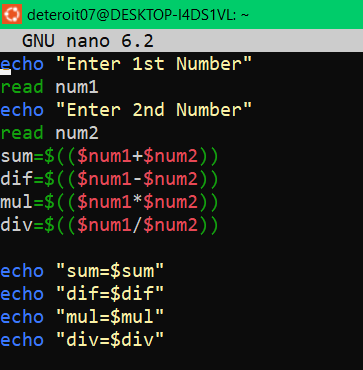 deteroit07@DESKTOP-I4DS1VL: ~
GNU nano 6.2
echo "Enter 1st Number"
read num1
echo "Enter 2nd Number"
read num2
sum=$(($num1+$num2))
dif=$(($num1-$num2))
mul=$(($num1*$num2))
div=$(($num1/$num2))
echo "sum=$sum"
echo "dif=$dif"
echo "mul=$mul"
echo "div=$div"